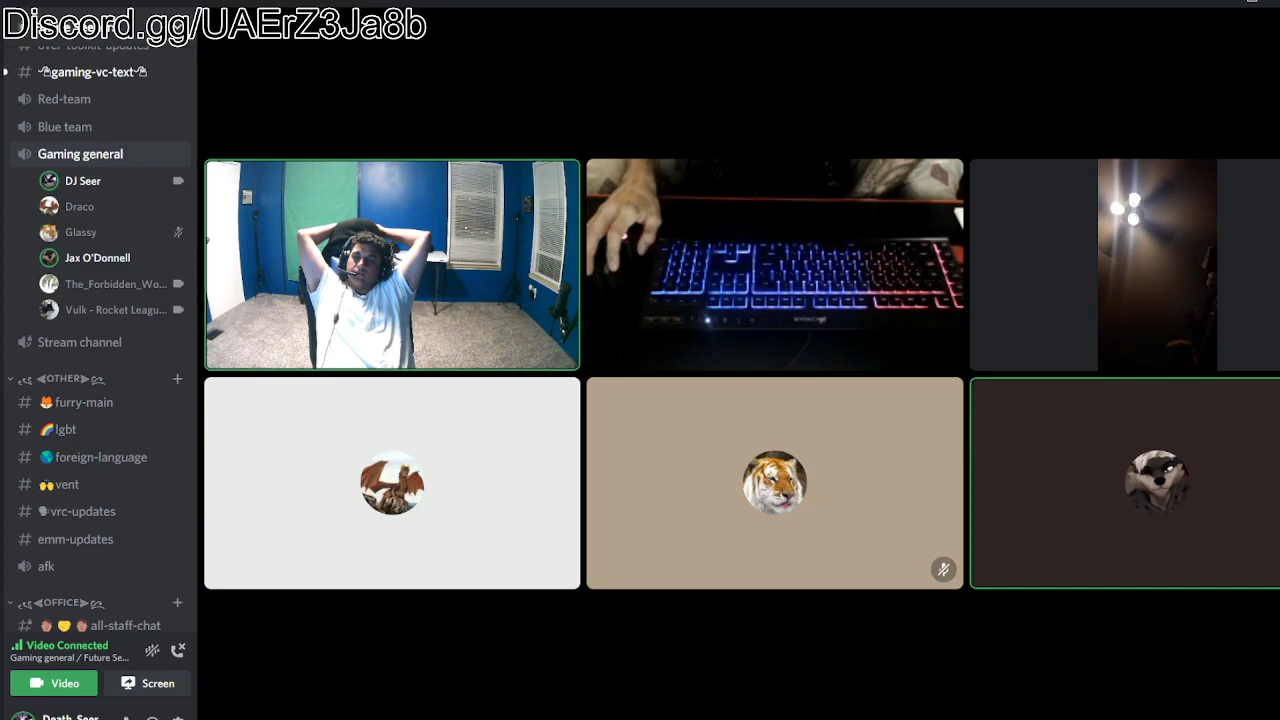 Discord.gg/UAErZ3Ja8b
gaming-vc-text
Red-team
Blue team
Gaming general
DJ Seer
Draco
Glassy
Jax O'Donnell
The_Forbidden_Wo...
Vulk - Rocket Leagu...
Stream channel
OTHER
furry-main
lgbt
foreign-language
vent
vrc-updates
emm-updates
afk
OFFICE
all-staff-chat
Video Connected
Gaming general / Future Se...
Video Screen
Death_Seer